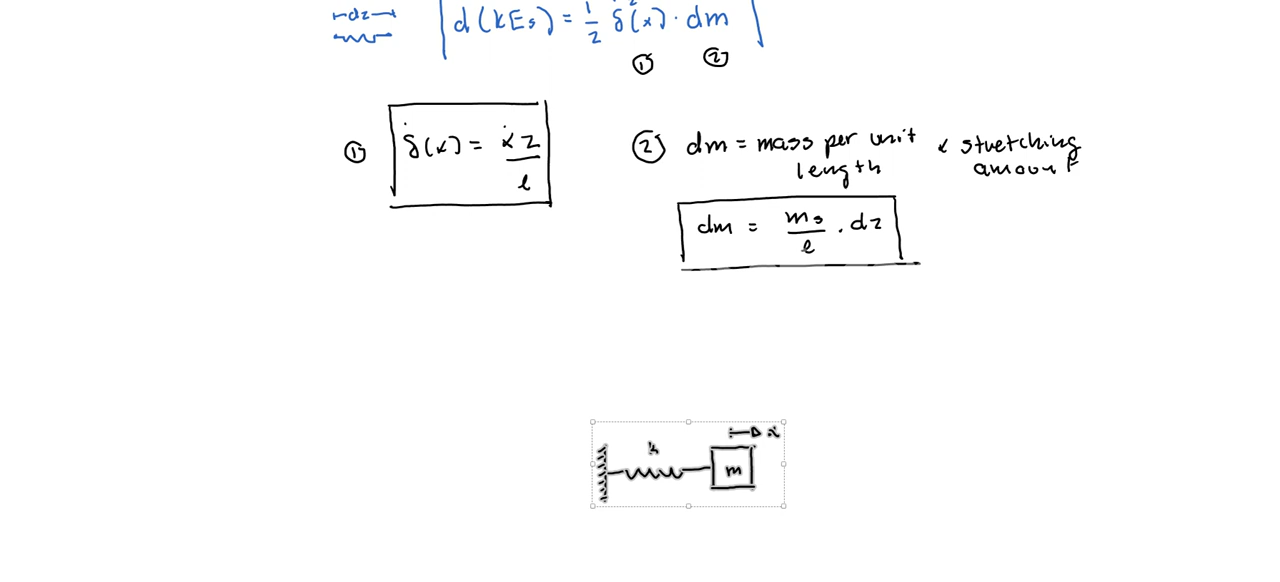 dz
d(KEs) = 1/2 δ̇²(x) · dm
① ②
① δ̇(x) = ẋz/l
② dm = mass per unit length x stretching amount
dm = ms/l . dz
x
k
m